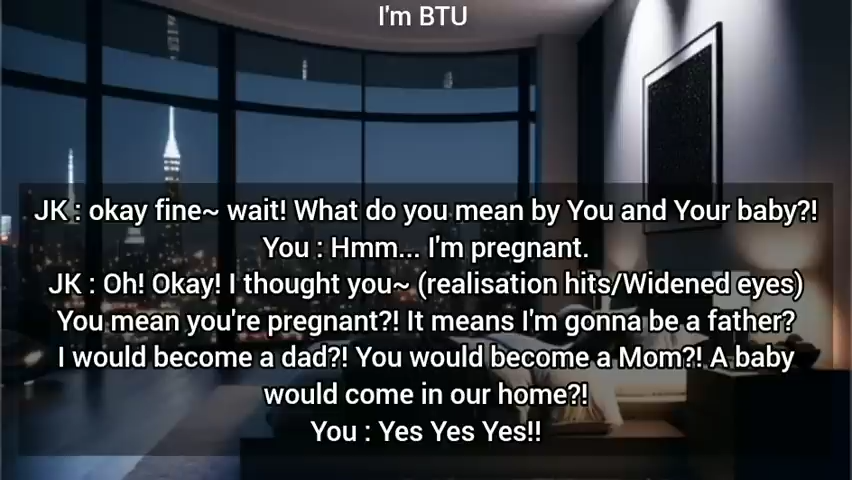 I'm BTU
JK : okay fine~ wait! What do you mean by You and Your baby?!
You : Hmm... I'm pregnant.
JK : Oh! Okay! I thought you~ (realisation hits/Widened eyes)
You mean you're pregnant?! It means I'm gonna be a father?
I would become a dad?! You would become a Mom?! A baby
would come in our home?!
You : Yes Yes Yes!!